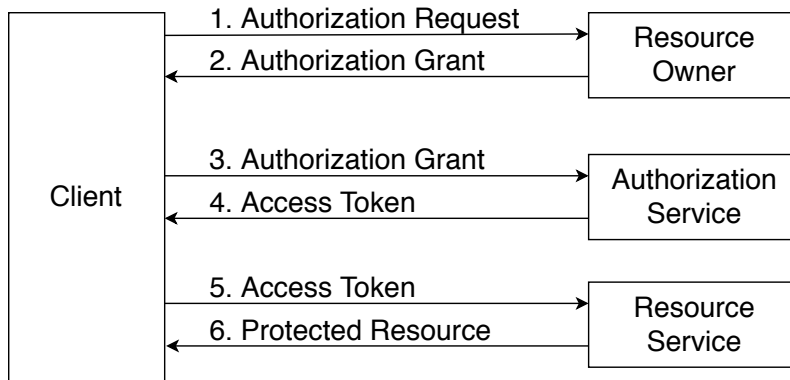 1. Authorization Request
Resource
Owner
2. Authorization Grant
Client
3. Authorization Grant
Authorization
Service
4. Access Token
5. Access Token
Resource
Service
6. Protected Resource